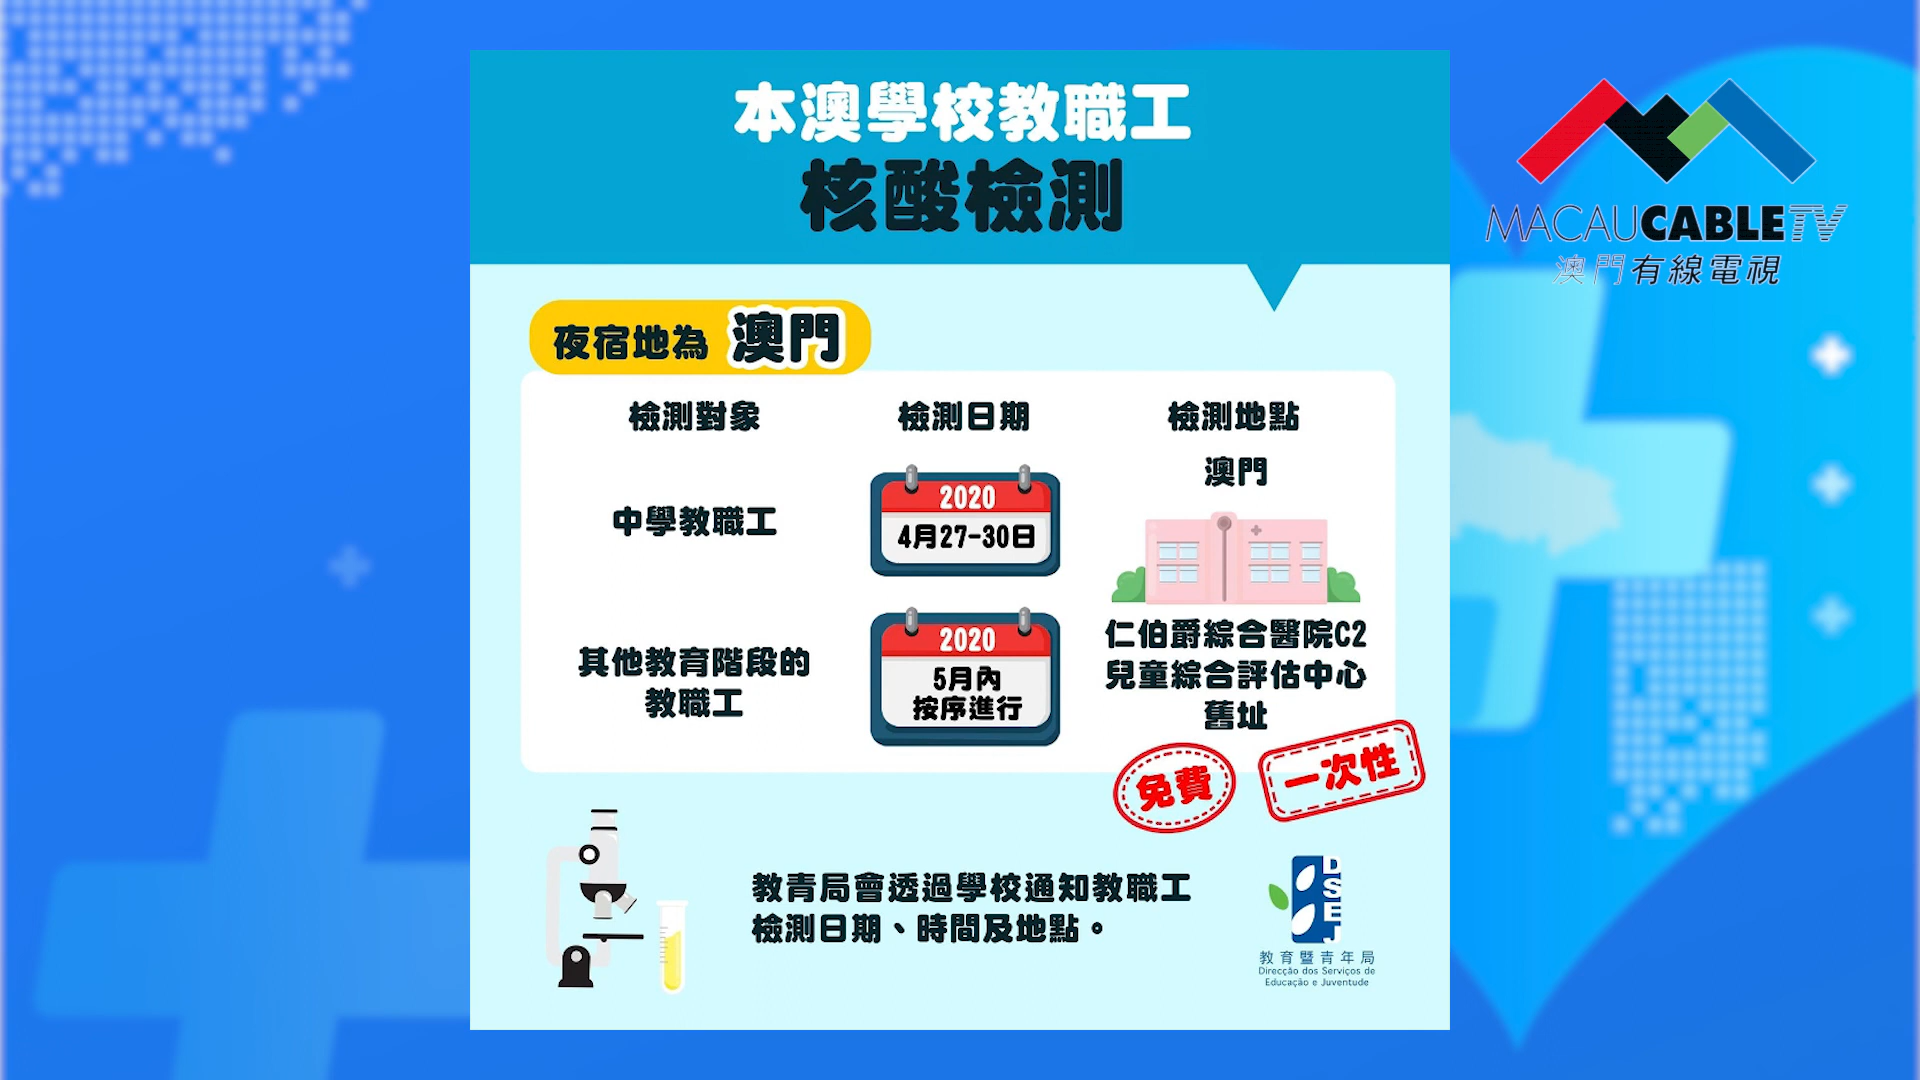 本澳學校教職工
核酸檢測
MACAUCABLETV
澳門有線電視
夜宿地為 澳門
檢測對象
檢測日期
檢測地點
澳門
中學教職工
2020
4月27-30日
其他教育階段的
教職工
2020
5月內
按序進行
仁伯爵綜合醫院C2
兒童綜合評估中心
舊址
免費
一次性
教青局會透過學校通知教職工
檢測日期、時間及地點。
DSEJ
教育暨青年局
Direcção dos Serviços de
Educação e Juventude